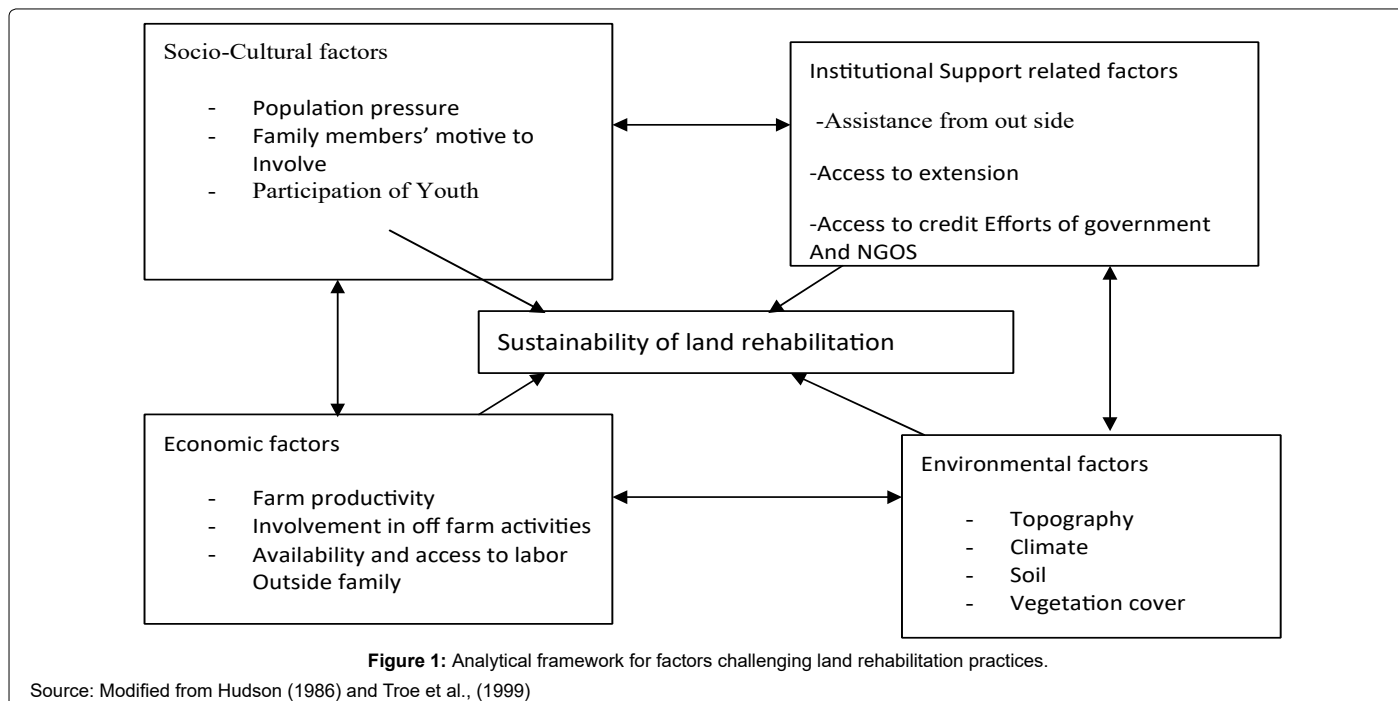 Socio-Cultural factors
- Population pressure
- Family members’ motive to
Involve
- Participation of Youth
Institutional Support related factors
-Assistance from out side
-Access to extension
-Access to credit Efforts of government
And NGOS
Sustainability of land rehabilitation
Economic factors
- Farm productivity
- Involvement in off farm activities
- Availability and access to labor
Outside family
Environmental factors
- Topography
- Climate
- Soil
- Vegetation cover
Figure 1: Analytical framework for factors challenging land rehabilitation practices.
Source: Modified from Hudson (1986) and Troe et al., (1999)